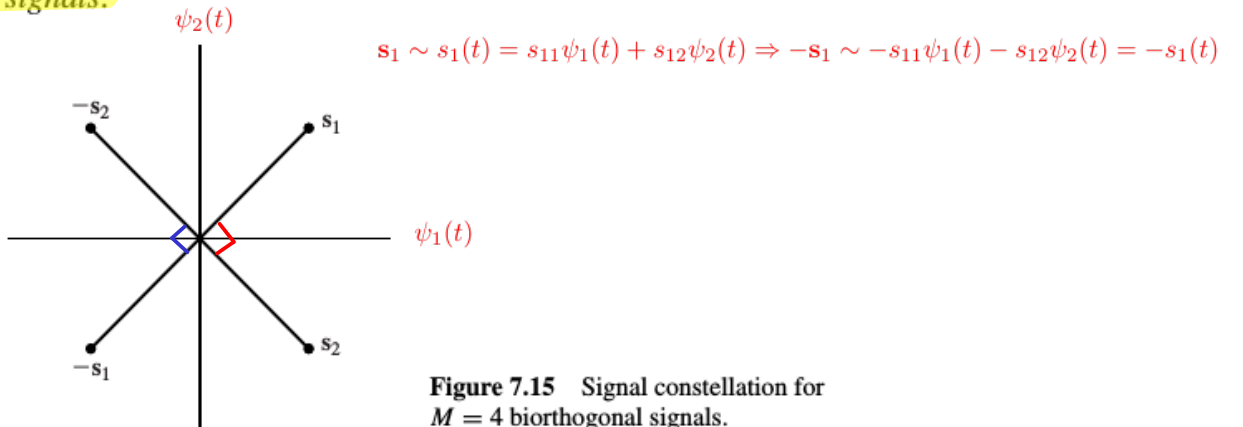 signals.
ψ₂(t)
s₁ ∼ s₁(t) = s₁₁ψ₁(t) + s₁₂ψ₂(t) ⇒ −s₁ ∼ −s₁₁ψ₁(t) − s₁₂ψ₂(t) = −s₁(t)
−s₂
s₁
ψ₁(t)
s₂
−s₁
Figure 7.15 Signal constellation for
M = 4 biorthogonal signals.